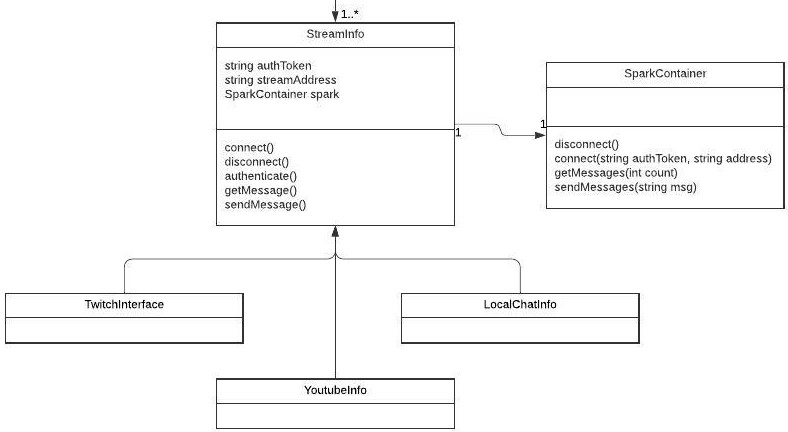 1..*
StreamInfo
string authToken
string streamAddress
SparkContainer spark
connect()
disconnect()
authenticate()
getMessage()
sendMessage()
1
1
SparkContainer
disconnect()
connect(string authToken, string address)
getMessages(int count)
sendMessages(string msg)
TwitchInterface
LocalChatInfo
YoutubeInfo